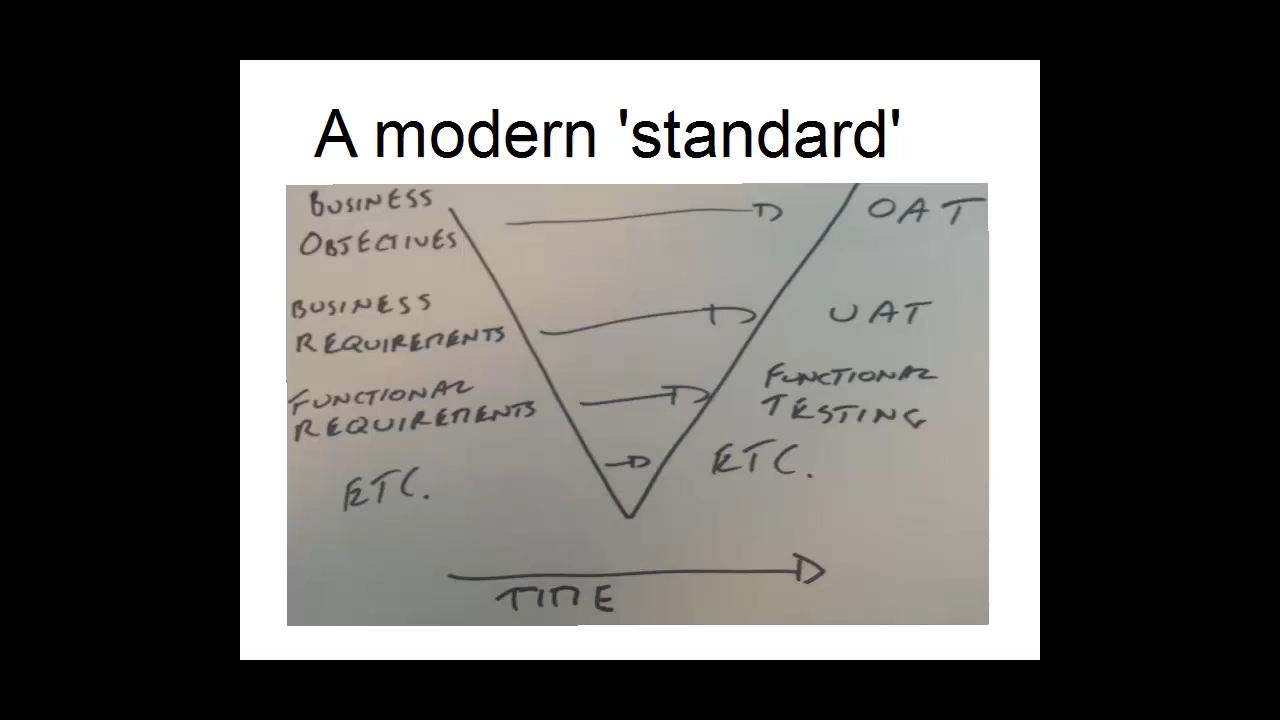 A modern 'standard'
BUSINESS
OBJECTIVES
OAT
BUSINESS
REQUIREMENTS
UAT
FUNCTIONAL
REQUIREMENTS
FUNCTIONAL
TESTING
ETC.
ETC.
TIME